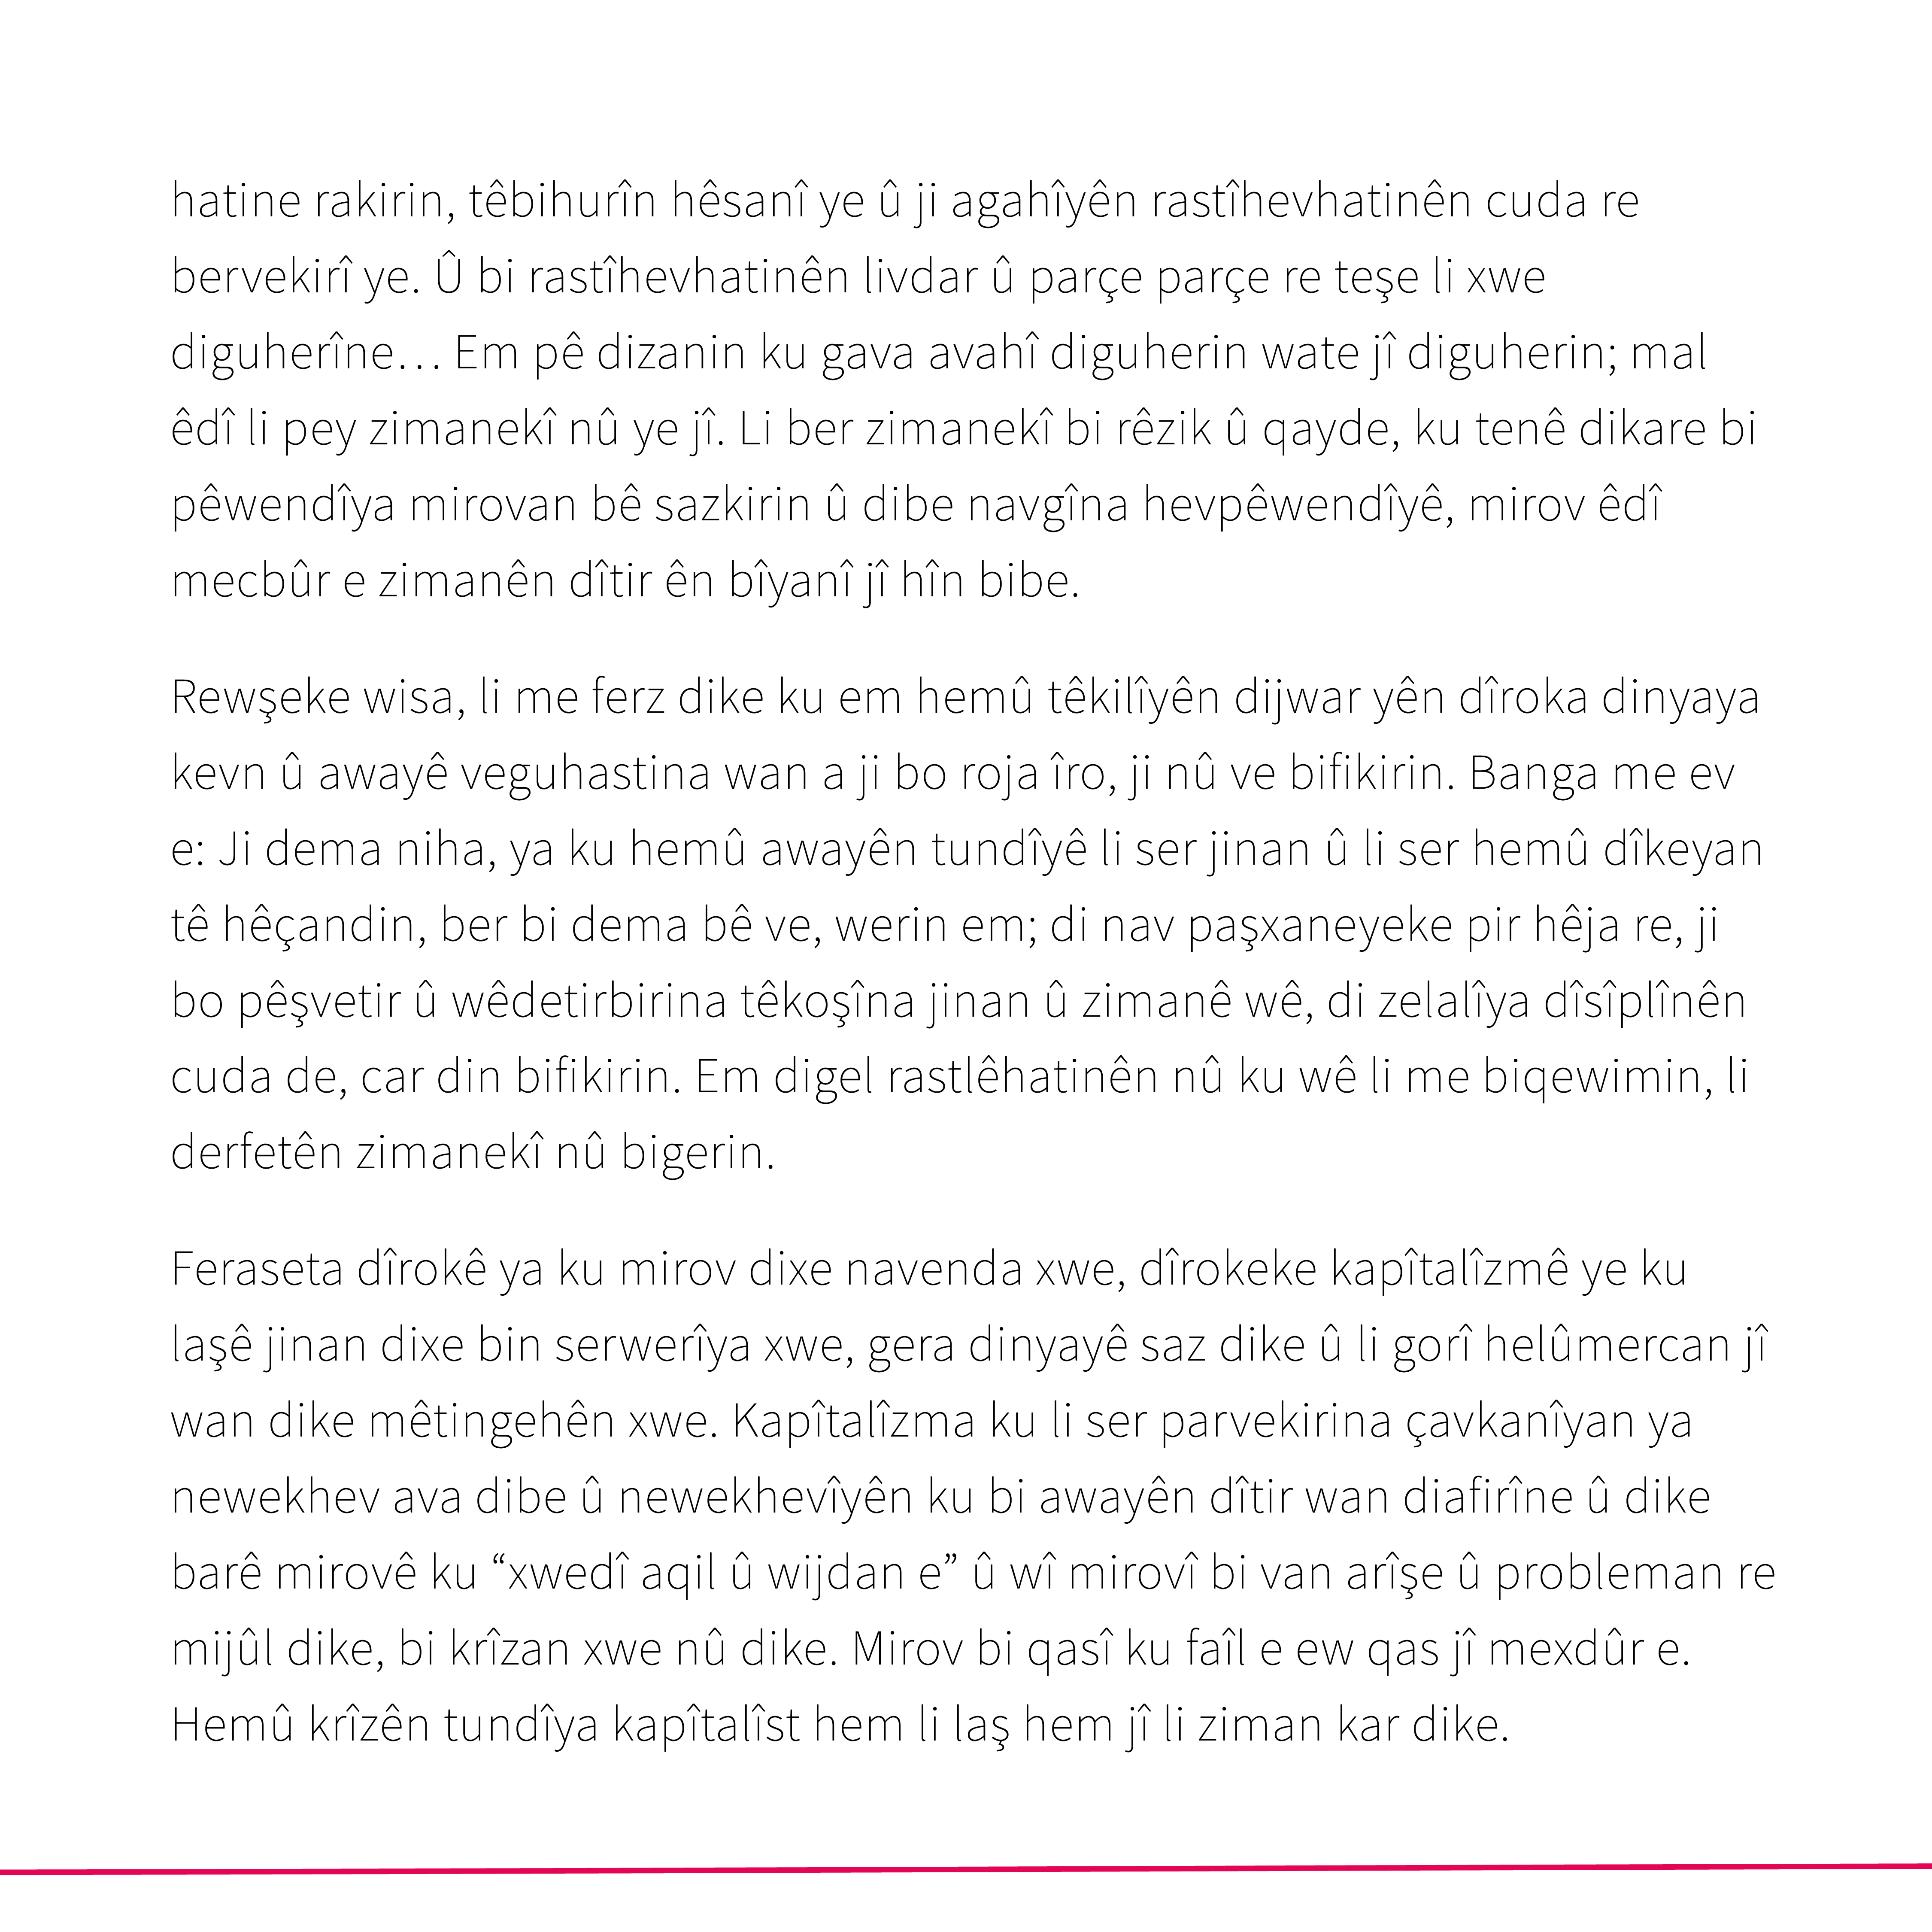 hatine rakirin, têbihurîn hêsanî ye û ji agahîyên rastîhevhatinên cuda re
bervekirî ye. Û bi rastîhevhatinên livdar û parçe parçe re teşe li xwe
diguherîne… Em pê dizanin ku gava avahî diguherin wate jî diguherin; mal
êdî li pey zimanekî nû ye jî. Li ber zimanekî bi rêzik û qayde, ku tenê dikare bi
pêwendîya mirovan bê sazkirin û dibe navgîna hevpêwendîyê, mirov êdî
mecbûr e zimanên dîtir ên bîyanî jî hîn bibe.
Rewşeke wisa, li me ferz dike ku em hemû têkilîyên dijwar yên dîroka dinyaya
kevn û awayê veguhastina wan a ji bo roja îro, ji nû ve bifikirin. Banga me ev
e: Ji dema niha, ya ku hemû awayên tundîyê li ser jinan û li ser hemû dîkeyan
tê hêçandin, ber bi dema bê ve, werin em; di nav paşxaneyeke pir hêja re, ji
bo pêşvetir û wêdetirbirina têkoşîna jinan û zimanê wê, di zelalîya dîsîplînên
cuda de, car din bifikirin. Em digel rastlêhatinên nû ku wê li me biqewimin, li
derfetên zimanekî nû bigerin.
Feraseta dîrokê ya ku mirov dixe navenda xwe, dîrokeke kapîtalîzmê ye ku
laşê jinan dixe bin serwerîya xwe, gera dinyayê saz dike û li gorî helûmercan jî
wan dike mêtingehên xwe. Kapîtalîzma ku li ser parvekirina çavkanîyan ya
newekhev ava dibe û newekhevîyên ku bi awayên dîtir wan diafirîne û dike
barê mirovê ku “xwedî aqil û wijdan e” û wî mirovî bi van arîşe û probleman re
mijûl dike, bi krîzan xwe nû dike. Mirov bi qasî ku faîl e ew qas jî mexdûr e.
Hemû krîzên tundîya kapîtalîst hem li laş hem jî li ziman kar dike.